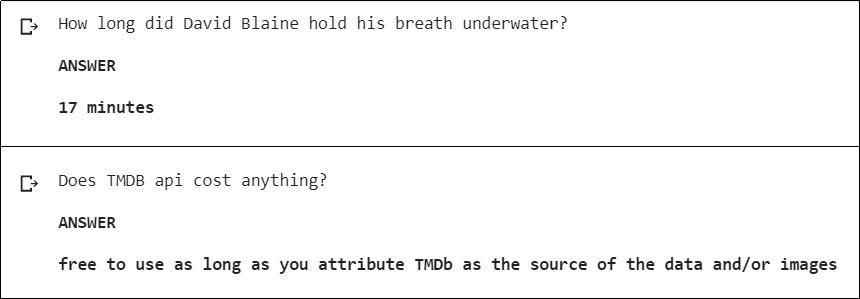 How long did David Blaine hold his breath underwater?
ANSWER
17 minutes
Does TMDB api cost anything?
ANSWER
free to use as long as you attribute TMDb as the source of the data and/or images